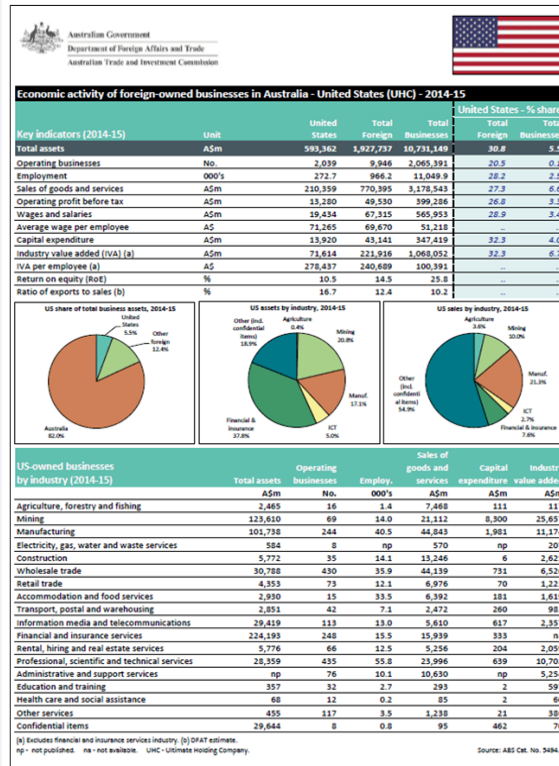 Australian Government
Department of Foreign Affairs and Trade
Australian Trade and Investment Commission
Economic activity of foreign-owned businesses in Australia - United States (UHC) - 2014-15
United States - % share
Key indicators (2014-15) Unit United States Total Foreign Total Businesses Total Foreign
Total assets A$m 593,362 1,927,737 10,731,149 30.8 5.5
Operating businesses No. 2,039 9,946 2,065,391 20.5 0.1
Employment 000's 272.7 966.2 11,049.9 28.2 2.5
Sales of goods and services A$m 210,359 770,395 3,178,543 27.3 6.6
Operating profit before tax A$m 13,280 49,530 399,286 26.8 3.3
Wages and salaries A$m 19,434 67,315 565,953 28.9 3.4
Average wage per employee A$ 71,265 69,670 51,218 .. ..
Capital expenditure A$m 13,920 43,141 347,419 32.3 4.0
Industry value added (IVA) (a) A$m 71,614 221,916 1,068,052 32.3 6.7
IVA per employee (a) A$ 278,437 240,689 100,391 .. ..
Return on equity (RoE) % 10.5 14.5 25.8 .. ..
Ratio of exports to sales (b) % 16.7 12.4 10.2 .. ..
US share of total business assets, 2014-15
United States 5.5%
Other foreign 12.4%
Australia 82.0%
US assets by industry, 2014-15
Agriculture 0.4%
Mining 20.8%
Manuf. 17.1%
ICT 5.0%
Financial & insurance 37.8%
Other (incl. confidential items) 18.9%
US sales by industry, 2014-15
Agriculture 3.6%
Mining 10.0%
Manuf. 21.3%
ICT 2.7%
Financial & insurance 7.6%
Other (incl. confidential items) 54.9%
US-owned businesses by industry (2014-15) Total assets Operating businesses Employ. Sales of goods and services Capital expenditure
A$m No. 000's A$m A$m
Agriculture, forestry and fishing 2,465 16 1.4 7,468 111
Mining 123,610 69 14.0 21,112 8,300
Manufacturing 101,738 244 40.5 44,843 1,981
Electricity, gas, water and waste services 584 8 np 570 np
Construction 5,772 35 14.1 13,246 6
Wholesale trade 30,788 430 35.9 44,139 731
Retail trade 4,353 73 12.1 6,976 70
Accommodation and food services 2,930 15 33.5 6,392 181
Transport, postal and warehousing 2,851 42 7.1 2,472 260
Information media and telecommunications 29,419 113 13.0 5,610 617
Financial and insurance services 224,193 248 15.5 15,939 333
Rental, hiring and real estate services 5,776 66 12.5 5,256 204
Professional, scientific and technical services 28,359 435 55.8 23,996 639
Administrative and support services np 76 10.1 10,630 np
Education and training 357 32 2.7 293 2
Health care and social assistance 68 12 0.2 85 2
Other services 455 117 3.5 1,238 21
Confidential items 29,644 8 0.8 95 462
(a) Excludes financial and insurance services industry. (b) DFAT estimate.
np - not published. na - not available. UHC - Ultimate Holding Company.
Source: ABS Cat. No. 5494.